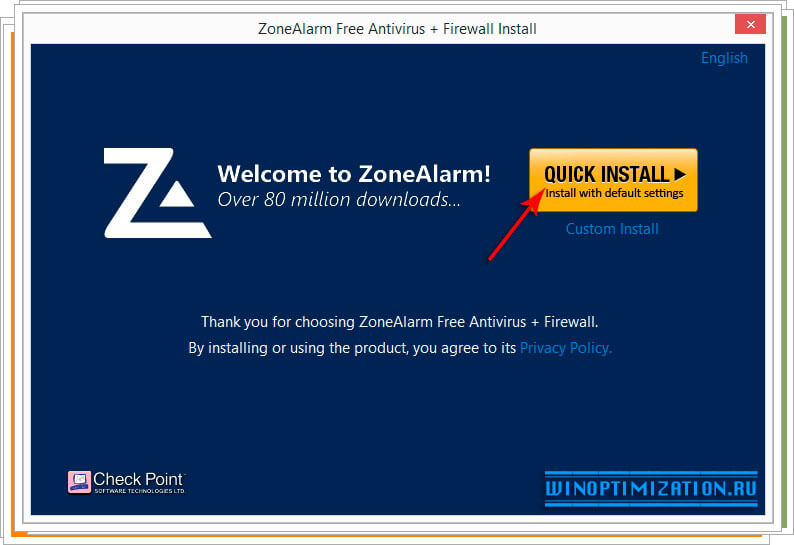 ZoneAlarm Free Antivirus + Firewall Install
English
Welcome to ZoneAlarm!
Over 80 million downloads...
QUICK INSTALL
Install with default settings
Custom Install
Thank you for choosing ZoneAlarm Free Antivirus + Firewall.
By installing or using the product, you agree to its Privacy Policy.
Check Point
SOFTWARE TECHNOLOGIES LTD.
WINOPTIMIZATION.RU